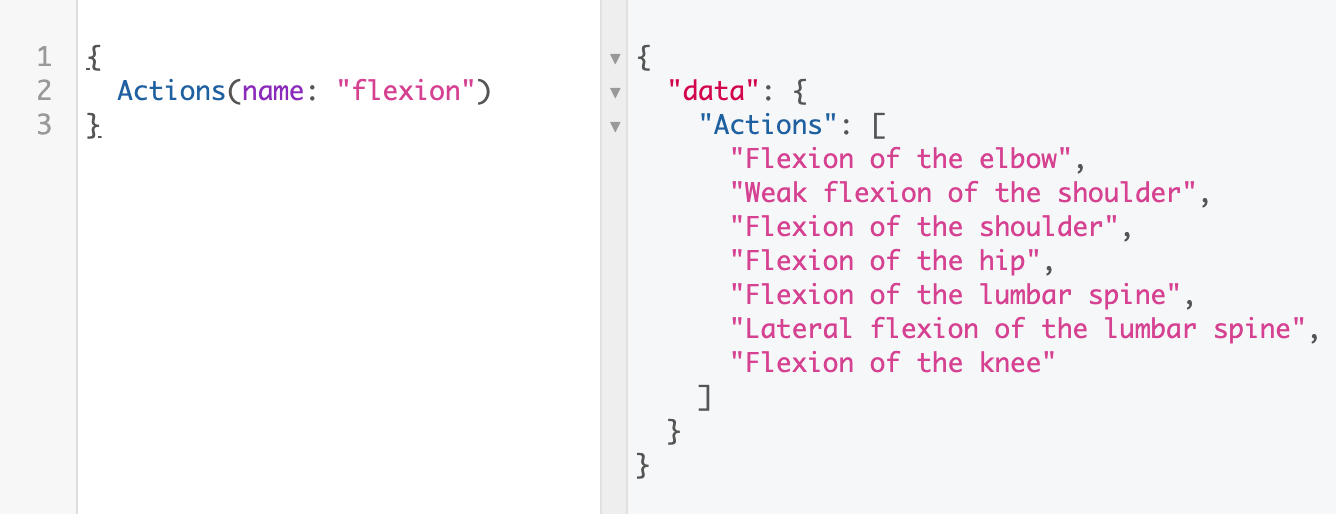 1 {
2   Actions(name: "flexion")
3 }
{
  "data": {
    "Actions": [
      "Flexion of the elbow",
      "Weak flexion of the shoulder",
      "Flexion of the shoulder",
      "Flexion of the hip",
      "Flexion of the lumbar spine",
      "Lateral flexion of the lumbar spine",
      "Flexion of the knee"
    ]
  }
}